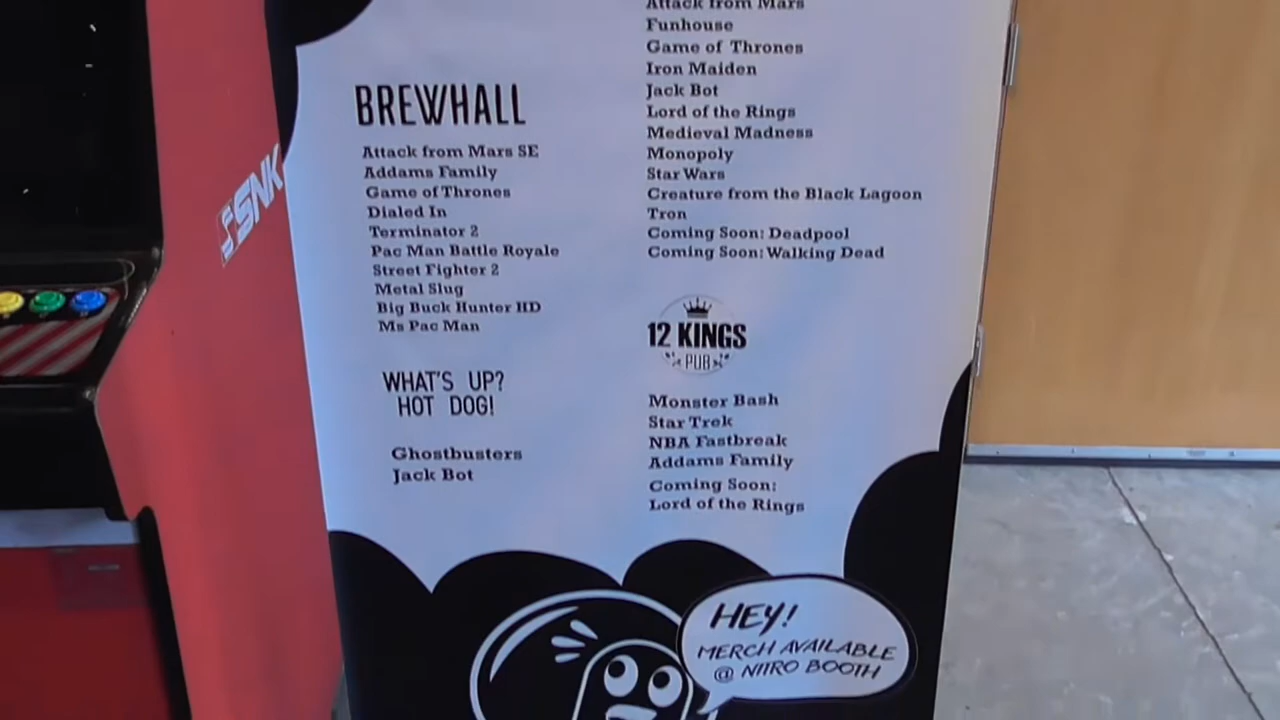 SNK
BREWHALL
Attack from Mars SE
Addams Family
Game of Thrones
Dialed In
Terminator 2
Pac Man Battle Royale
Street Fighter 2
Metal Slug
Big Buck Hunter HD
Ms Pac Man
WHAT'S UP?
HOT DOG!
Ghostbusters
Jack Bot
Attack from Mars
Funhouse
Game of Thrones
Iron Maiden
Jack Bot
Lord of the Rings
Medieval Madness
Monopoly
Star Wars
Creature from the Black Lagoon
Tron
Coming Soon: Deadpool
Coming Soon: Walking Dead
12 KINGS
PUB
Monster Bash
Star Trek
NBA Fastbreak
Addams Family
Coming Soon:
Lord of the Rings
HEY!
MERCH AVAILABLE
@ NITRO BOOTH